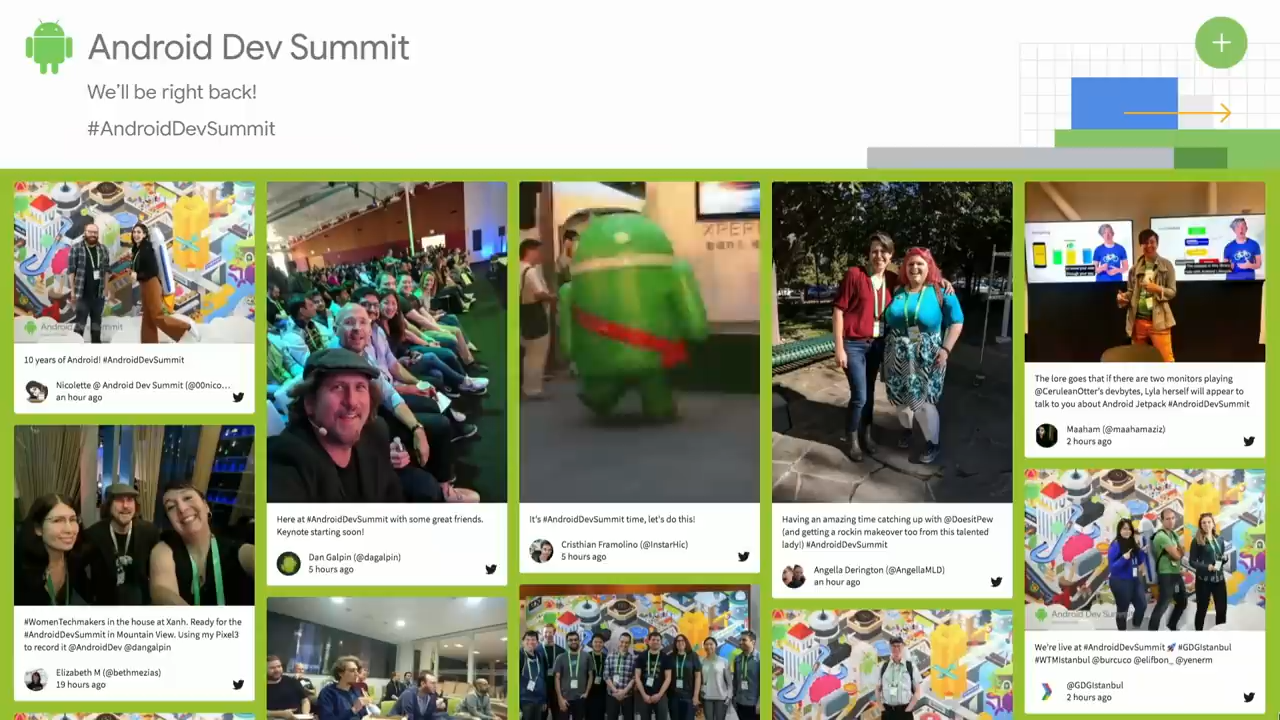 Android Dev Summit
We'll be right back!
#AndroidDevSummit
10 years of Android! #AndroidDevSummit
Nicolette @ Android Dev Summit (@00nico...
an hour ago
#WomenTechmakers in the house at Xanh. Ready for the
#AndroidDevSummit in Mountain View. Using my Pixel3
to record it @AndroidDev @dangalpin
Elizabeth M (@bethmezias)
19 hours ago
Here at #AndroidDevSummit with some great friends.
Keynote starting soon!
Dan Galpin (@dagalpin)
5 hours ago
XPERI
It's #AndroidDevSummit time, let's do this!
Cristhian Framolino (@InstarHic)
5 hours ago
Having an amazing time catching up with @DoesitPew
(and getting a rockin makeover too from this talented
lady!) #AndroidDevSummit
Angella Derington (@AngellaMLD)
an hour ago
The lore goes that if there are two monitors playing
@CeruleanOtter's devbytes, Lyla herself will appear to
talk to you about Android Jetpack #AndroidDevSummit
Maaham (@maahamaziz)
2 hours ago
Android Dev Summit
We're live at #AndroidDevSummit 🚀 #GDGIstanbul
#WTMIstanbul @burcuco @elifbon_ @yenerm
@GDGIstanbul
2 hours ago